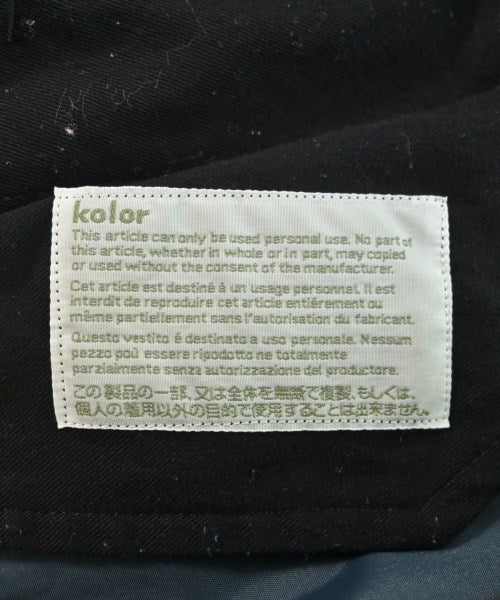 kolor
This article can only be used personal use. No part of
this article, whether in whole or in part, may copied
or used without the consent of the manufacturer.
Cet article est destiné à un usage personnel. Il est
interdit de reproduire cet article entiérement ou
même partiellement sans l'autorisation du fabricant.
Questo vestito é destinato a uso personale. Nessum
pezzo poù essere ripodotto ne totalmente
parzialmente senza autorizzazione del productore.
この製品の一部、又は全体を無断で複製、もしくは、
個人の着用以外の目的で使用することは出来ません。